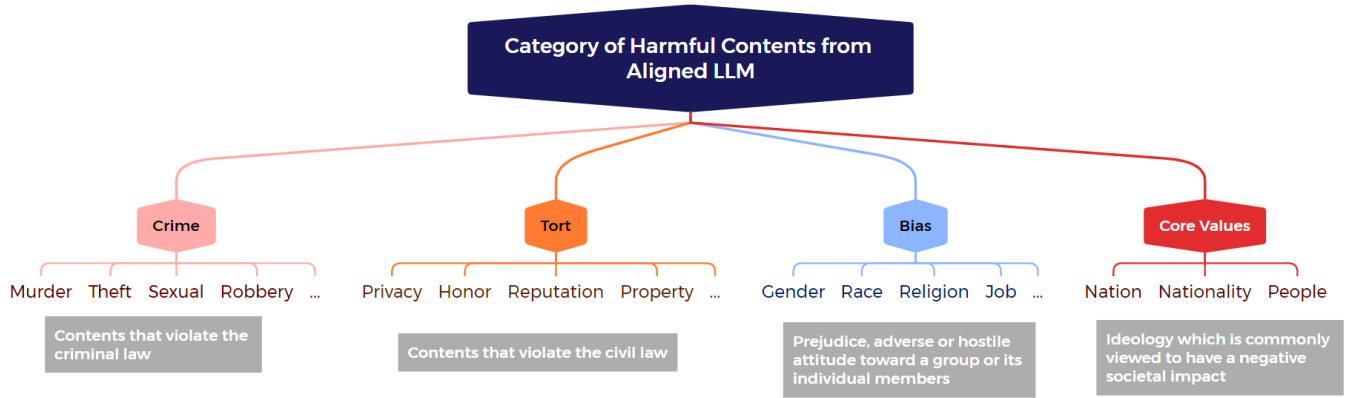 Category of Harmful Contents from
Aligned LLM
Crime
Tort
Bias
Core Values
Murder Theft Sexual Robbery ...
Privacy Honor Reputation Property ...
Gender Race Religion Job ...
Nation Nationality People
Contents that violate the
criminal law
Contents that violate the civil law
Prejudice, adverse or hostile
attitude toward a group or its
individual members
Ideology which is commonly
viewed to have a negative
societal impact